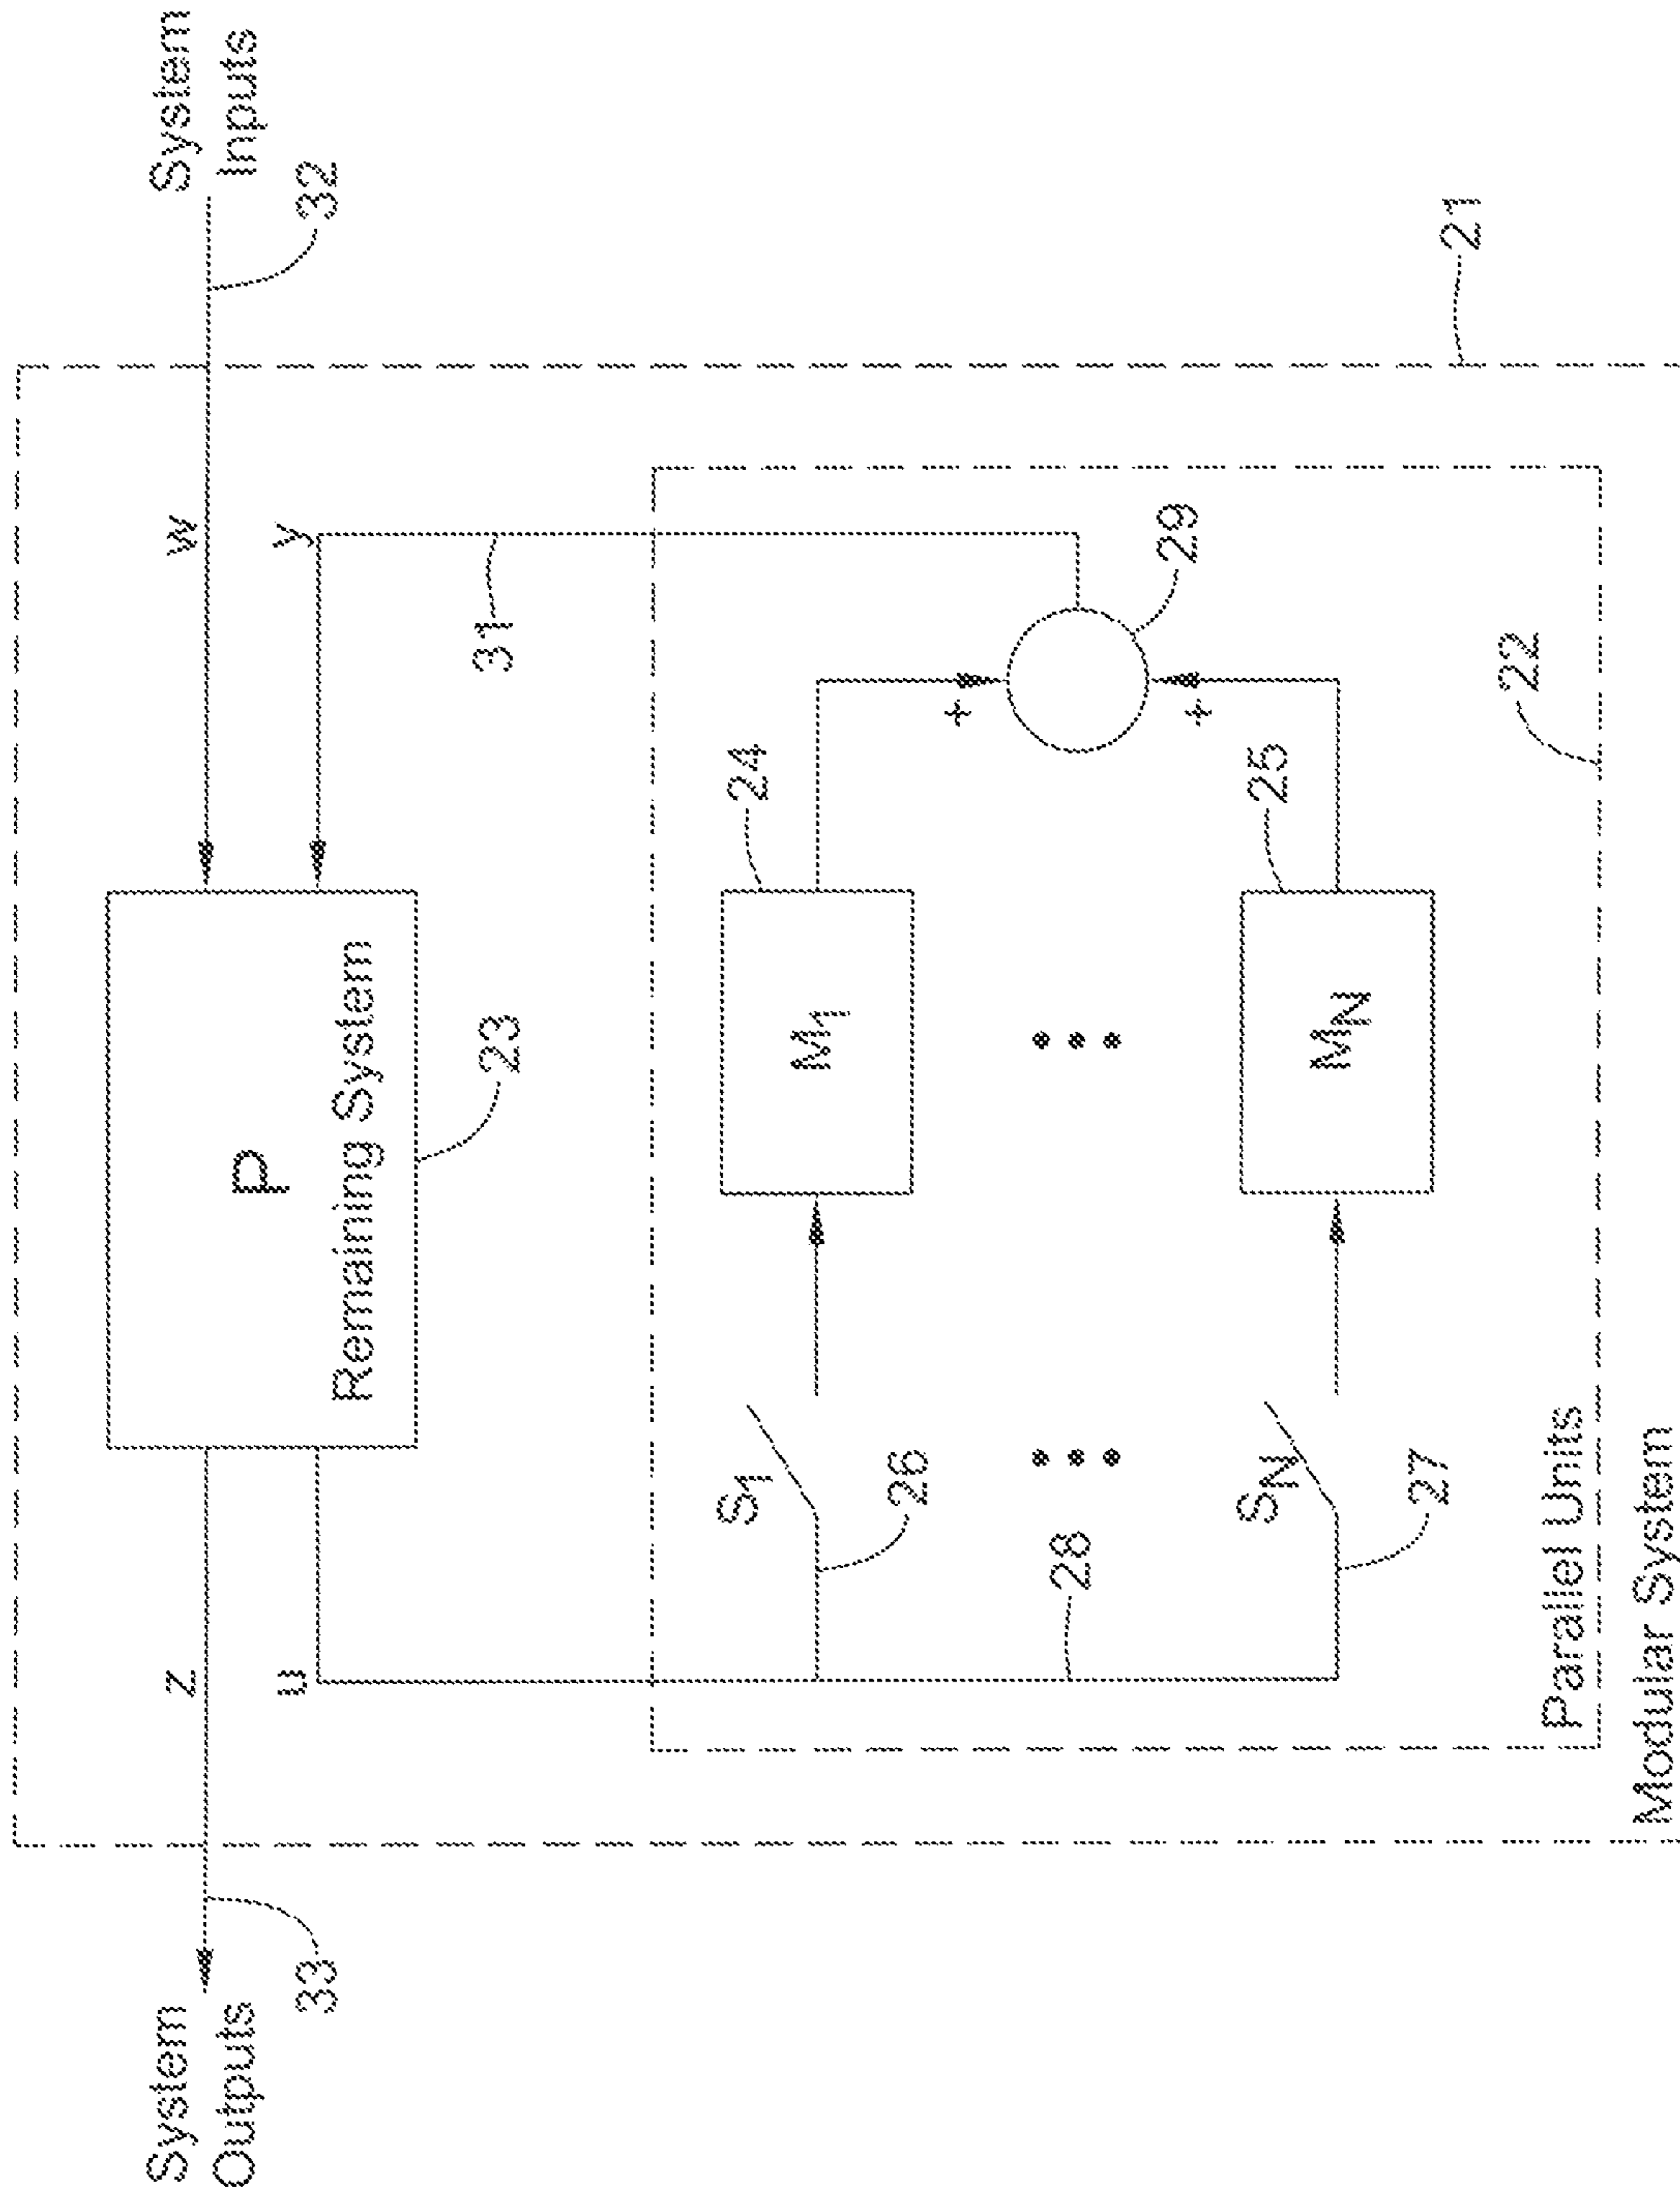 System
Outputs
33
z
w
System
Inputs
32
P
Remaining System
23
u
y
31
S1
26
M1
24
+
29
28
SN
27
MN
25
+
22
Parallel Units
Modular System
21